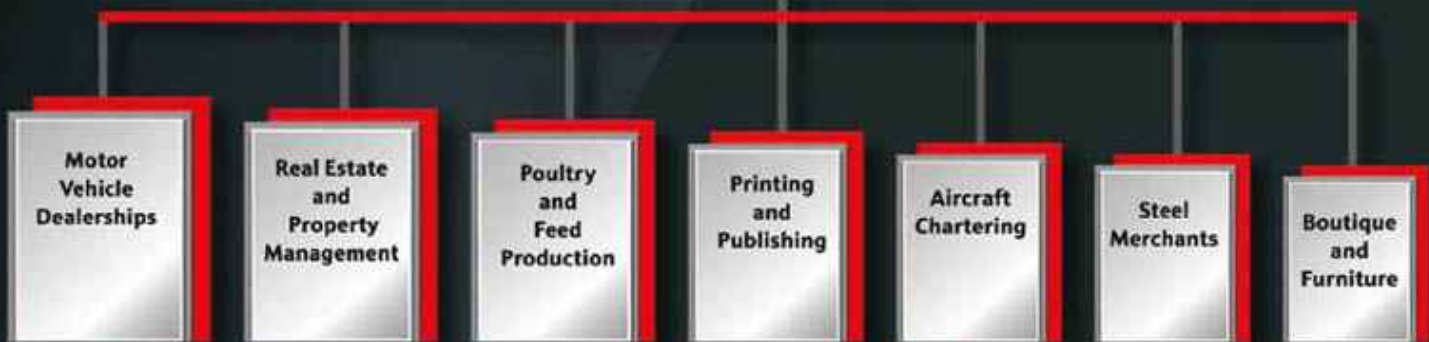 Motor
Vehicle
Dealerships
Real Estate
and
Property
Management
Poultry
and
Feed
Production
Printing
and
Publishing
Aircraft
Chartering
Steel
Merchants
Boutique
and
Furniture